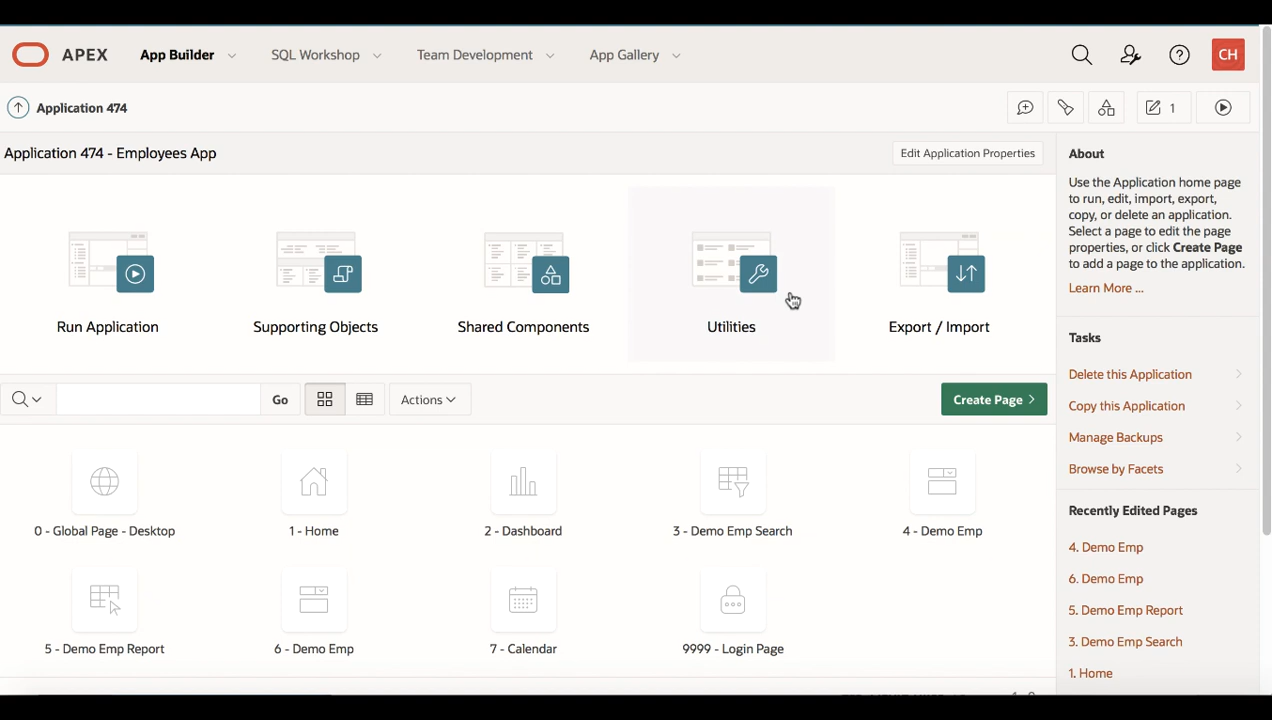 APEX App Builder SQL Workshop Team Development App Gallery CH
Application 474 1
Application 474 - Employees App Edit Application Properties
Run Application Supporting Objects Shared Components Utilities Export / Import
Go Actions Create Page
0 - Global Page - Desktop 1 - Home 2 - Dashboard 3 - Demo Emp Search 4 - Demo Emp
5 - Demo Emp Report 6 - Demo Emp 7 - Calendar 9999 - Login Page
About
Use the Application home page
to run, edit, import, export,
copy, or delete an application.
Select a page to edit the page
properties, or click Create Page
to add a page to the application.
Learn More ...
Tasks
Delete this Application
Copy this Application
Manage Backups
Browse by Facets
Recently Edited Pages
4. Demo Emp
6. Demo Emp
5. Demo Emp Report
3. Demo Emp Search
1. Home